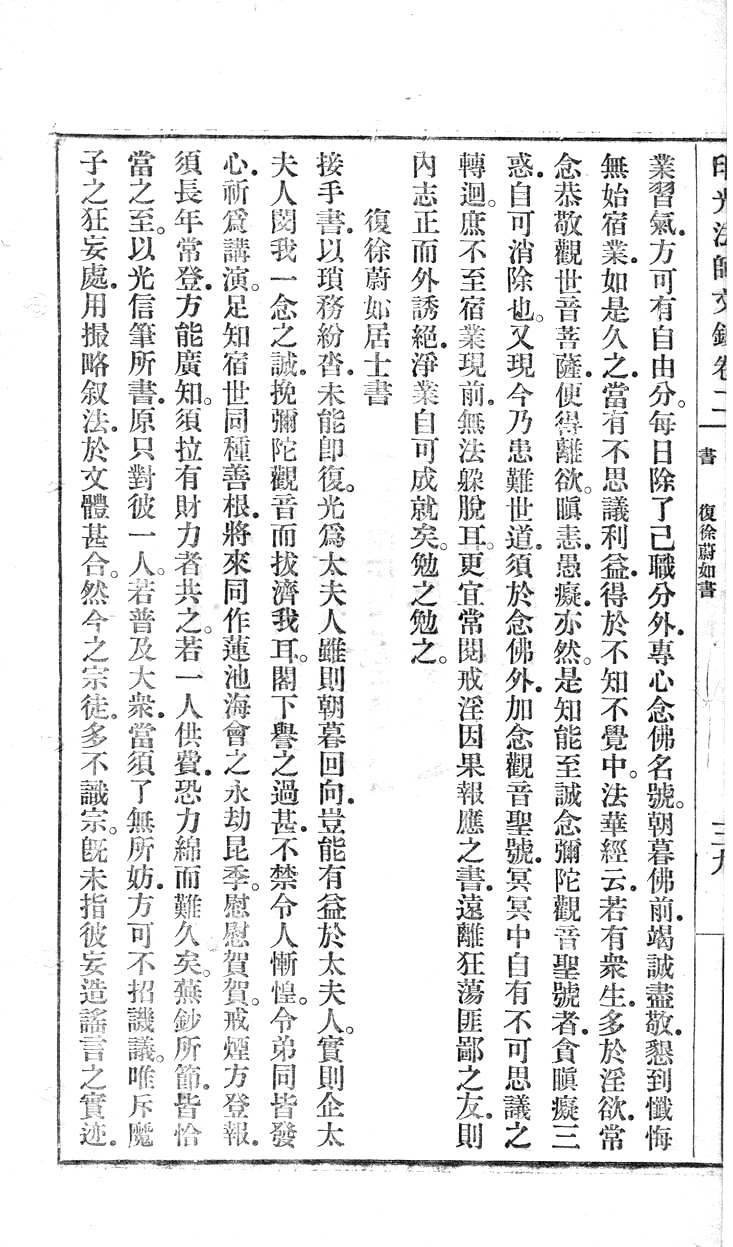 印光法師文鈔卷二　書　復徐蔚如書　三九
業習氣。方可有自由分。每日除了己職分外。專心念佛名號。朝暮佛前。竭誠盡敬。懇到懺悔
無始宿業。如是久之。當有不思議利益。得於不知不覺中。法華經云。若有衆生。多於淫欲。常
念恭敬觀世音菩薩。便得離欲。瞋恚愚癡。亦然。是知能至誠念彌陀觀音聖號者。貪瞋癡三
惑。自可消除也。又現今乃患難世道。須於念佛外。加念觀音聖號。冥冥中自有不可思議之
轉迴。庶不至宿業現前。無法躲脫耳。更宜常閱戒淫因果報應之書。遠離狂蕩匪鄙之友。則
內志正而外誘絕。淨業自可成就矣。勉之勉之。
復徐蔚如居士書
接手書。以瑣務紛沓。未能即復。光爲太夫人雖則朝暮回向。豈能有益於太夫人。實則企太
夫人閔我一念之誠。挽彌陀觀音而拔濟我耳。閣下譽之過甚。不禁令人慚惶。令弟同皆發
心。祈爲講演。足知宿世同種善根。將來同作蓮池海會之永劫昆季。慰慰賀賀。戒煙方登報。
須長年常登。方能廣知。須拉有財力者共之。若一人供費。恐力綿而難久矣。蕪鈔所節。皆恰
當之至。以光信筆所書。原只對彼一人。若普及大衆。當須了無所妨。方可不招譏議。唯斥魔
子之狂妄處。用撮略叙法。於文體甚合。然今之宗徒。多不識宗。既未指彼妄造謠言之實迹。